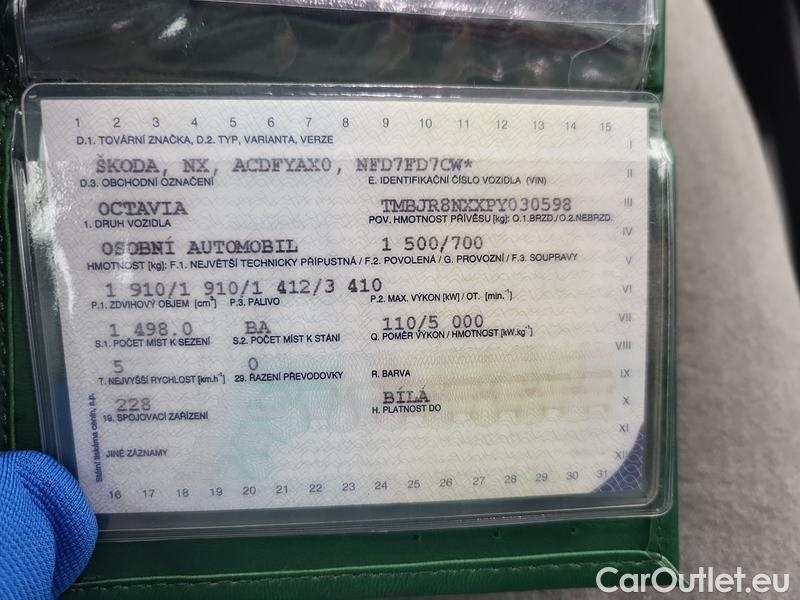 1 2 3 4 5 6 7 8 9 10 11 12 13 14 15
D.1. TOVÁRNÍ ZNAČKA, D.2. TYP, VARIANTA, VERZE
I
ŠKODA, NX, ACDFYAX0, NFD7FD7CW*
II
D.3. OBCHODNÍ OZNAČENÍ E. IDENTIFIKAČNÍ ČÍSLO VOZIDLA (VIN)
OCTAVIA TMBJR8NXXPY030598
III
1. DRUH VOZIDLA POV. HMOTNOST PŘÍVĚSU [kg]: O.1.BRZD./O.2.NEBRZD.
IV
OSOBNÍ AUTOMOBIL 1 500/700
HMOTNOST [kg]: F.1. NEJVĚTŠÍ TECHNICKY PŘÍPUSTNÁ / F.2. POVOLENÁ / G. PROVOZNÍ / F.3. SOUPRAVY
V
1 910/1 910/1 412/3 410
VI
P.1. ZDVIHOVÝ OBJEM [cm³] P.3. PALIVO P.2. MAX. VÝKON [kW] / OT. [min.⁻¹]
1 498.0 BA 110/5 000
VII
S.1. POČET MÍST K SEZENÍ S.2. POČET MÍST K STÁNÍ Q. POMĚR VÝKON / HMOTNOST [kW.kg⁻¹]
VIII
5 0
T. NEJVYŠŠÍ RYCHLOST [km.h⁻¹] 29. ŘAZENÍ PŘEVODOVKY R. BARVA
IX
228 BÍLÁ
X
19. SPOJOVACÍ ZAŘÍZENÍ H. PLATNOST DO
XI
JINÉ ZÁZNAMY
XII
Státní tiskárna cenin, s.p.
16 17 18 19 20 21 22 23 24 25 26 27 28 29 30 31
CarOutlet.eu